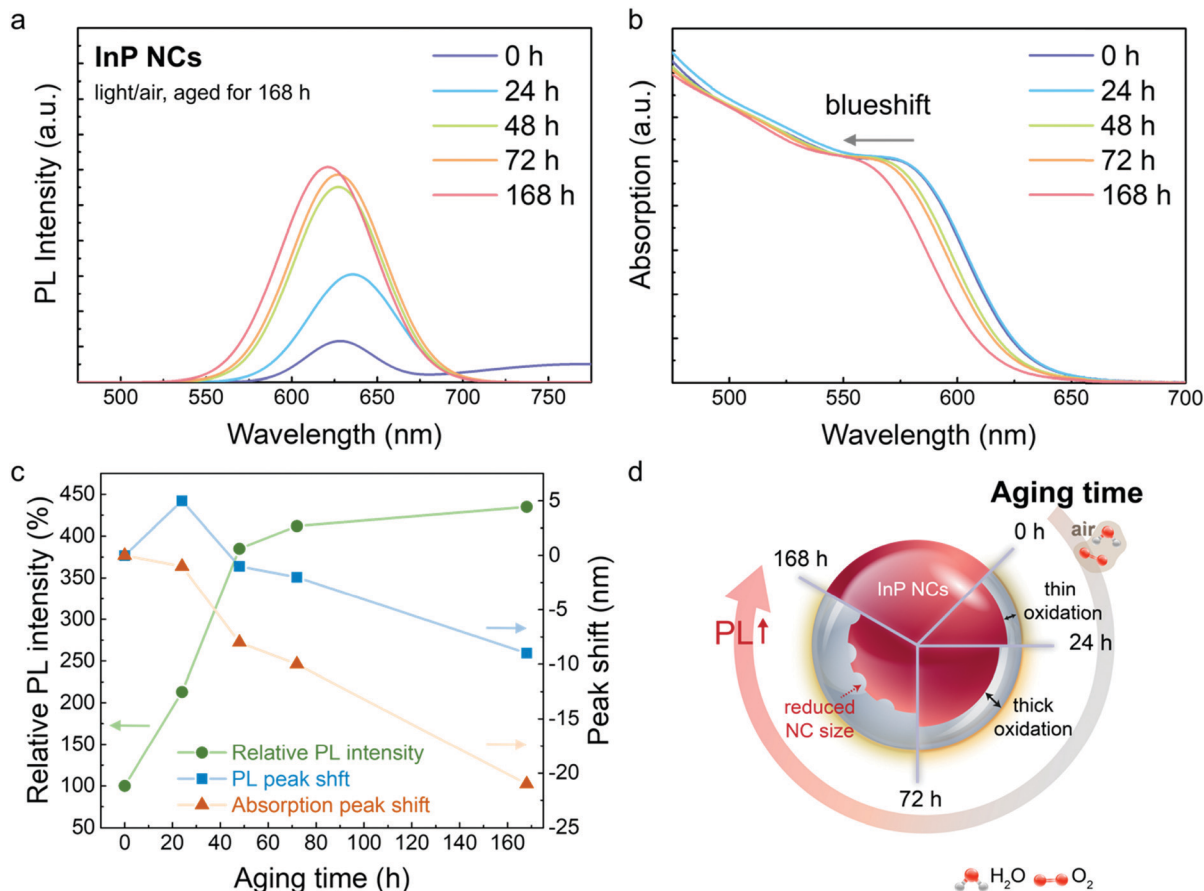 a
InP NCs
light/air, aged for 168 h
0 h
24 h
48 h
72 h
168 h
PL Intensity (a.u.)
500 550 600 650 700 750
Wavelength (nm)
b
blueshift
0 h
24 h
48 h
72 h
168 h
Absorption (a.u.)
500 550 600 650 700
Wavelength (nm)
c
Relative PL intensity (%)
450
400
350
300
250
200
150
100
50
5
0
-5
-10
-15
-20
-25
Peak shift (nm)
Relative PL intensity
PL peak shft
Absorption peak shift
0 20 40 60 80 100 120 140 160
Aging time (h)
d
Aging time
0 h
air
168 h
InP NCs
thin
oxidation
24 h
PL↑
reduced
NC size
thick
oxidation
72 h
H₂O O₂